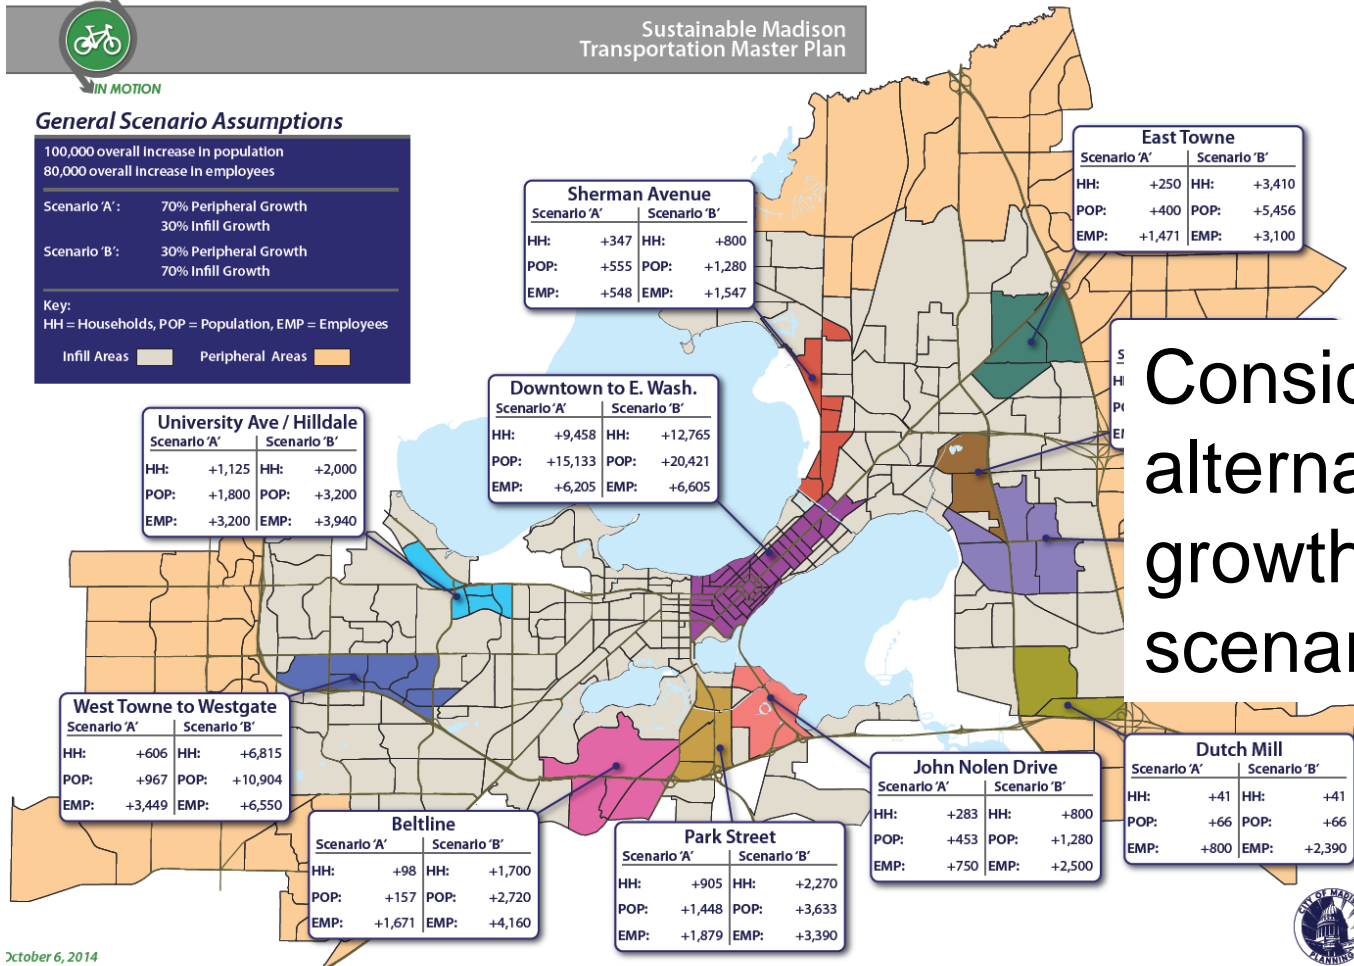 Sustainable Madison
Transportation Master Plan
IN MOTION
General Scenario Assumptions
100,000 overall increase in population
80,000 overall increase in employees
Scenario 'A': 70% Peripheral Growth
30% Infill Growth
Scenario 'B': 30% Peripheral Growth
70% Infill Growth
Key:
HH = Households, POP = Population, EMP = Employees
Infill Areas Peripheral Areas
East Towne
Scenario 'A' Scenario 'B'
HH: +250 HH: +3,410
POP: +400 POP: +5,456
EMP: +1,471 EMP: +3,100
Sherman Avenue
Scenario 'A' Scenario 'B'
HH: +347 HH: +800
POP: +555 POP: +1,280
EMP: +548 EMP: +1,547
Downtown to E. Wash.
Scenario 'A' Scenario 'B'
HH: +9,458 HH: +12,765
POP: +15,133 POP: +20,421
EMP: +6,205 EMP: +6,605
University Ave / Hilldale
Scenario 'A' Scenario 'B'
HH: +1,125 HH: +2,000
POP: +1,800 POP: +3,200
EMP: +3,200 EMP: +3,940
West Towne to Westgate
Scenario 'A' Scenario 'B'
HH: +606 HH: +6,815
POP: +967 POP: +10,904
EMP: +3,449 EMP: +6,550
Beltline
Scenario 'A' Scenario 'B'
HH: +98 HH: +1,700
POP: +157 POP: +2,720
EMP: +1,671 EMP: +4,160
Park Street
Scenario 'A' Scenario 'B'
HH: +905 HH: +2,270
POP: +1,448 POP: +3,633
EMP: +1,879 EMP: +3,390
John Nolen Drive
Scenario 'A' Scenario 'B'
HH: +283 HH: +800
POP: +453 POP: +1,280
EMP: +750 EMP: +2,500
Dutch Mill
Scenario 'A' Scenario 'B'
HH: +41 HH: +41
POP: +66 POP: +66
EMP: +800 EMP: +2,390
growth
October 6, 2014
CITY OF
PLANNING